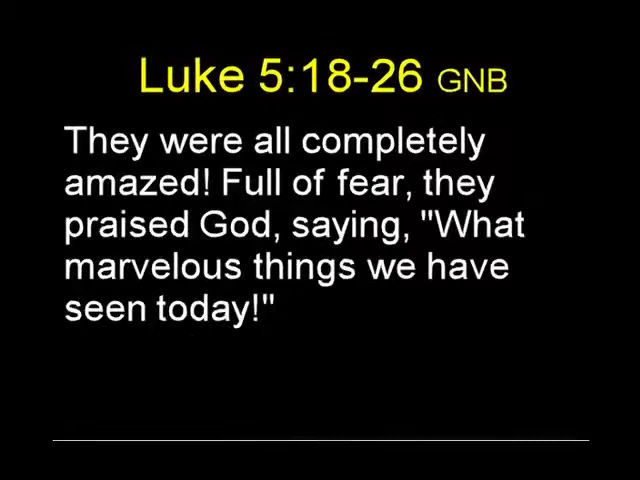 Luke 5:18-26 GNB
They were all completely
amazed! Full of fear, they
praised God, saying, "What
marvelous things we have
seen today!"